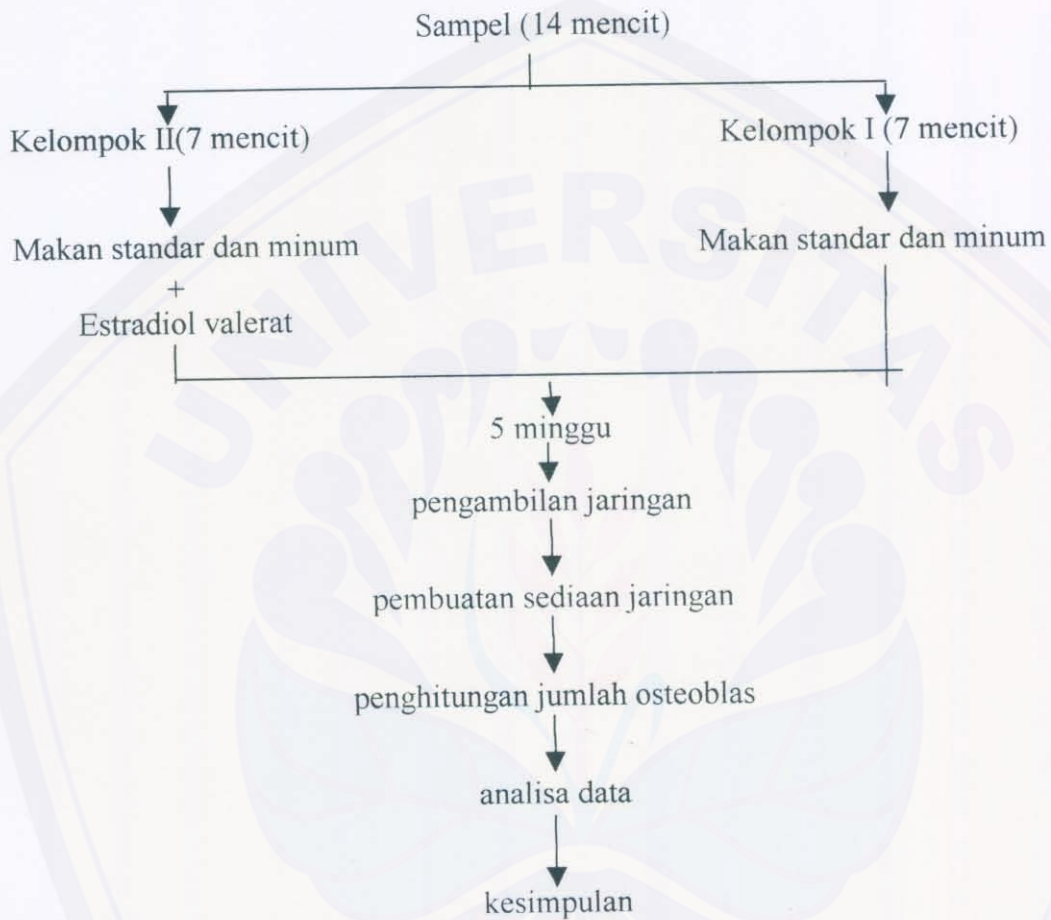 Sampel (14 mencit)
Kelompok II(7 mencit)
Kelompok I (7 mencit)
Makan standar dan minum
+
Estradiol valerat
Makan standar dan minum
5 minggu
pengambilan jaringan
pembuatan sediaan jaringan
penghitungan jumlah osteoblas
analisa data
kesimpulan
UNIVERSITAS